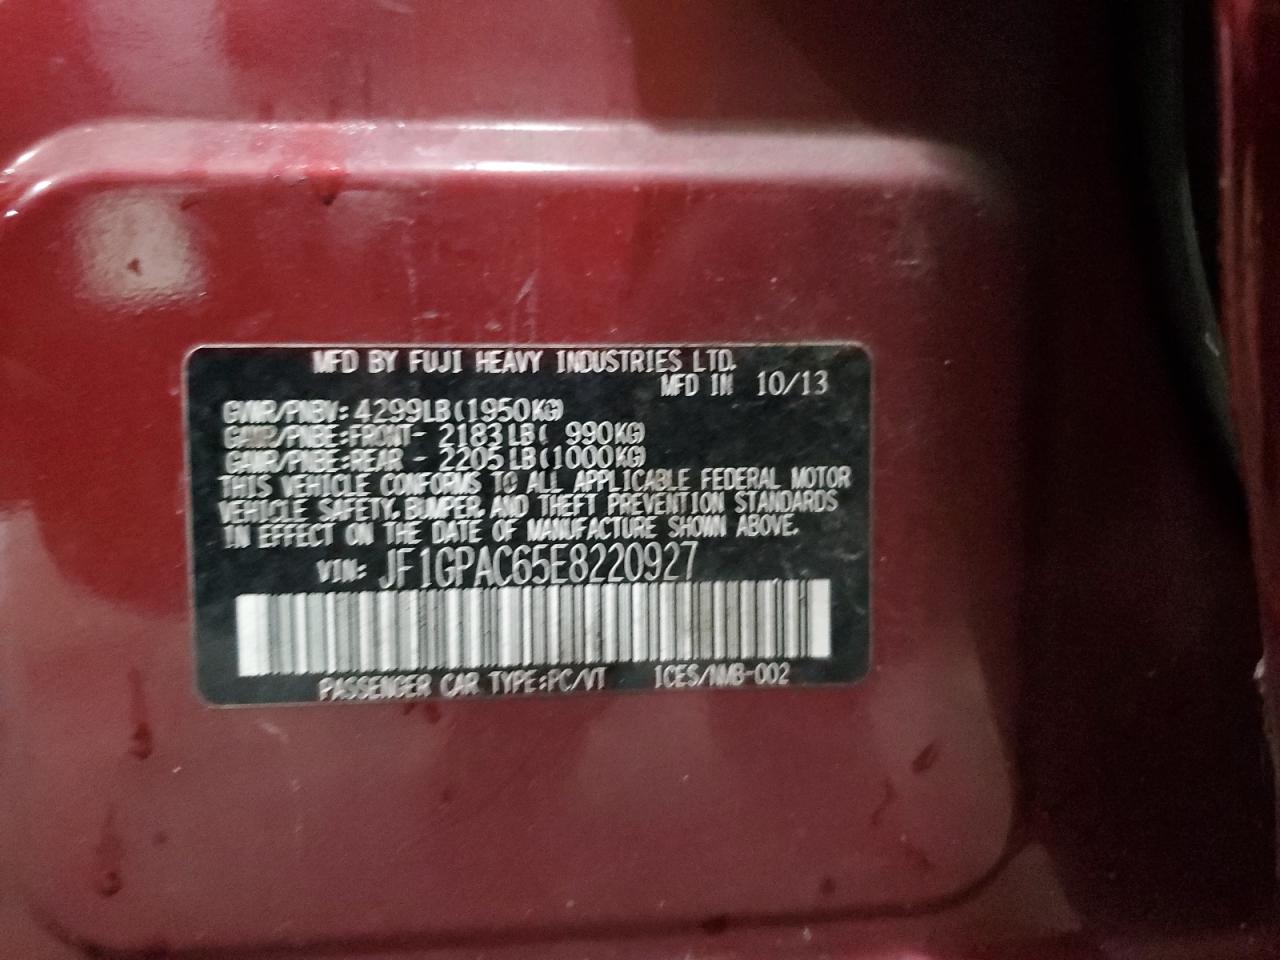 MFD BY FUJI HEAVY INDUSTRIES LTD.
MFD IN 10/13
GVWR/PNBV: 4299LB(1950KG)
GAWR/PNBE:FRONT- 2183LB( 990KG)
GAWR/PNBE:REAR - 2205LB(1000KG)
THIS VEHICLE CONFORMS TO ALL APPLICABLE FEDERAL MOTOR
VEHICLE SAFETY, BUMPER, AND THEFT PREVENTION STANDARDS
IN EFFECT ON THE DATE OF MANUFACTURE SHOWN ABOVE.
VIN: JF1GPAC65E8220927
PASSENGER CAR TYPE:PC/VT ICES/NMB-002